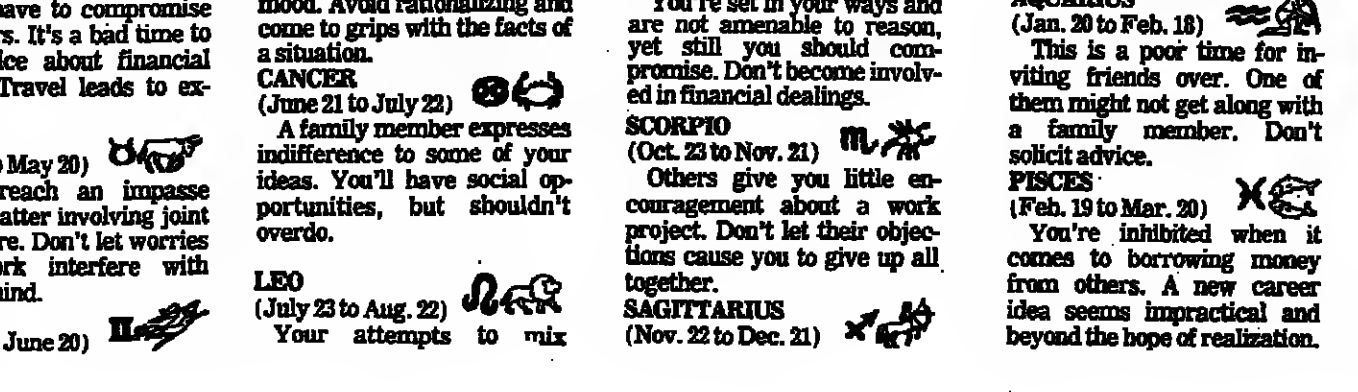 have to compromise
rs. It's a bad time to
ice about financial
Travel leads to ex-
May 20)
reach an impasse
atter involving joint
re. Don't let worries
rk interfere with
ind.
June 20)
mood. Avoid rationalizing and
come to grips with the facts of
a situation.
CANCER
(June 21 to July 22)
A family member expresses
indifference to some of your
ideas. You'll have social op-
portunities, but shouldn't
overdo.
LEO
(July 23 to Aug. 22)
Your attempts to mix
You're set in your ways and
are not amenable to reason,
yet still you should com-
promise. Don't become involv-
ed in financial dealings.
SCORPIO
(Oct. 23 to Nov. 21)
Others give you little en-
couragement about a work
project. Don't let their objec-
tions cause you to give up all
together.
SAGITTARIUS
(Nov. 22 to Dec. 21)
AQUARIUS
(Jan. 20 to Feb. 18)
This is a poor time for in-
viting friends over. One of
them might not get along with
a family member. Don't
solicit advice.
PISCES
(Feb. 19 to Mar. 20)
You're inhibited when it
comes to borrowing money
from others. A new career
idea seems impractical and
beyond the hope of realization.